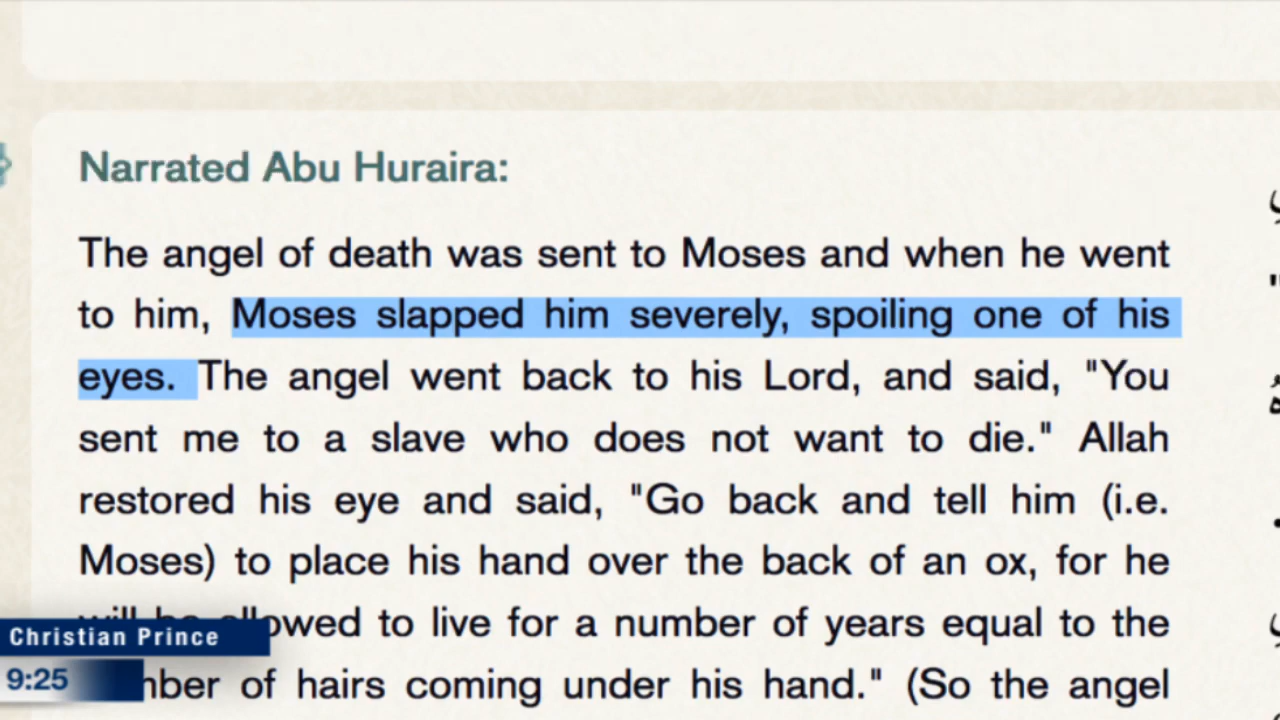 Narrated Abu Huraira:
The angel of death was sent to Moses and when he went
to him, Moses slapped him severely, spoiling one of his
eyes. The angel went back to his Lord, and said, "You
sent me to a slave who does not want to die." Allah
restored his eye and said, "Go back and tell him (i.e.
Moses) to place his hand over the back of an ox, for he
will be allowed to live for a number of years equal to the
Christian Prince
9:25
of hairs coming under his hand." (So the angel